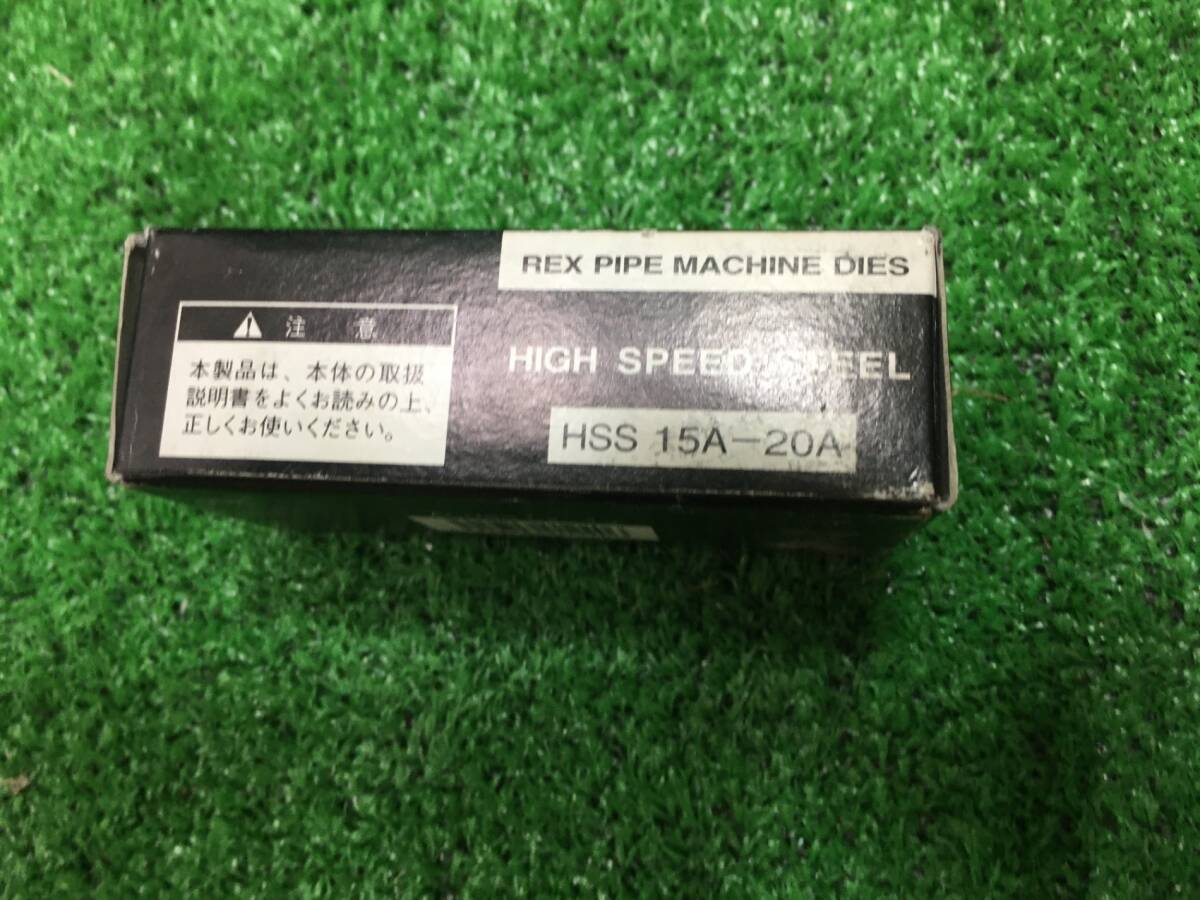 REX PIPE MACHINE DIES
HIGH SPEED STEEL
HSS 15A-20A
注 意
本製品は、本体の取扱
説明書をよくお読みの上、
正しくお使いください。